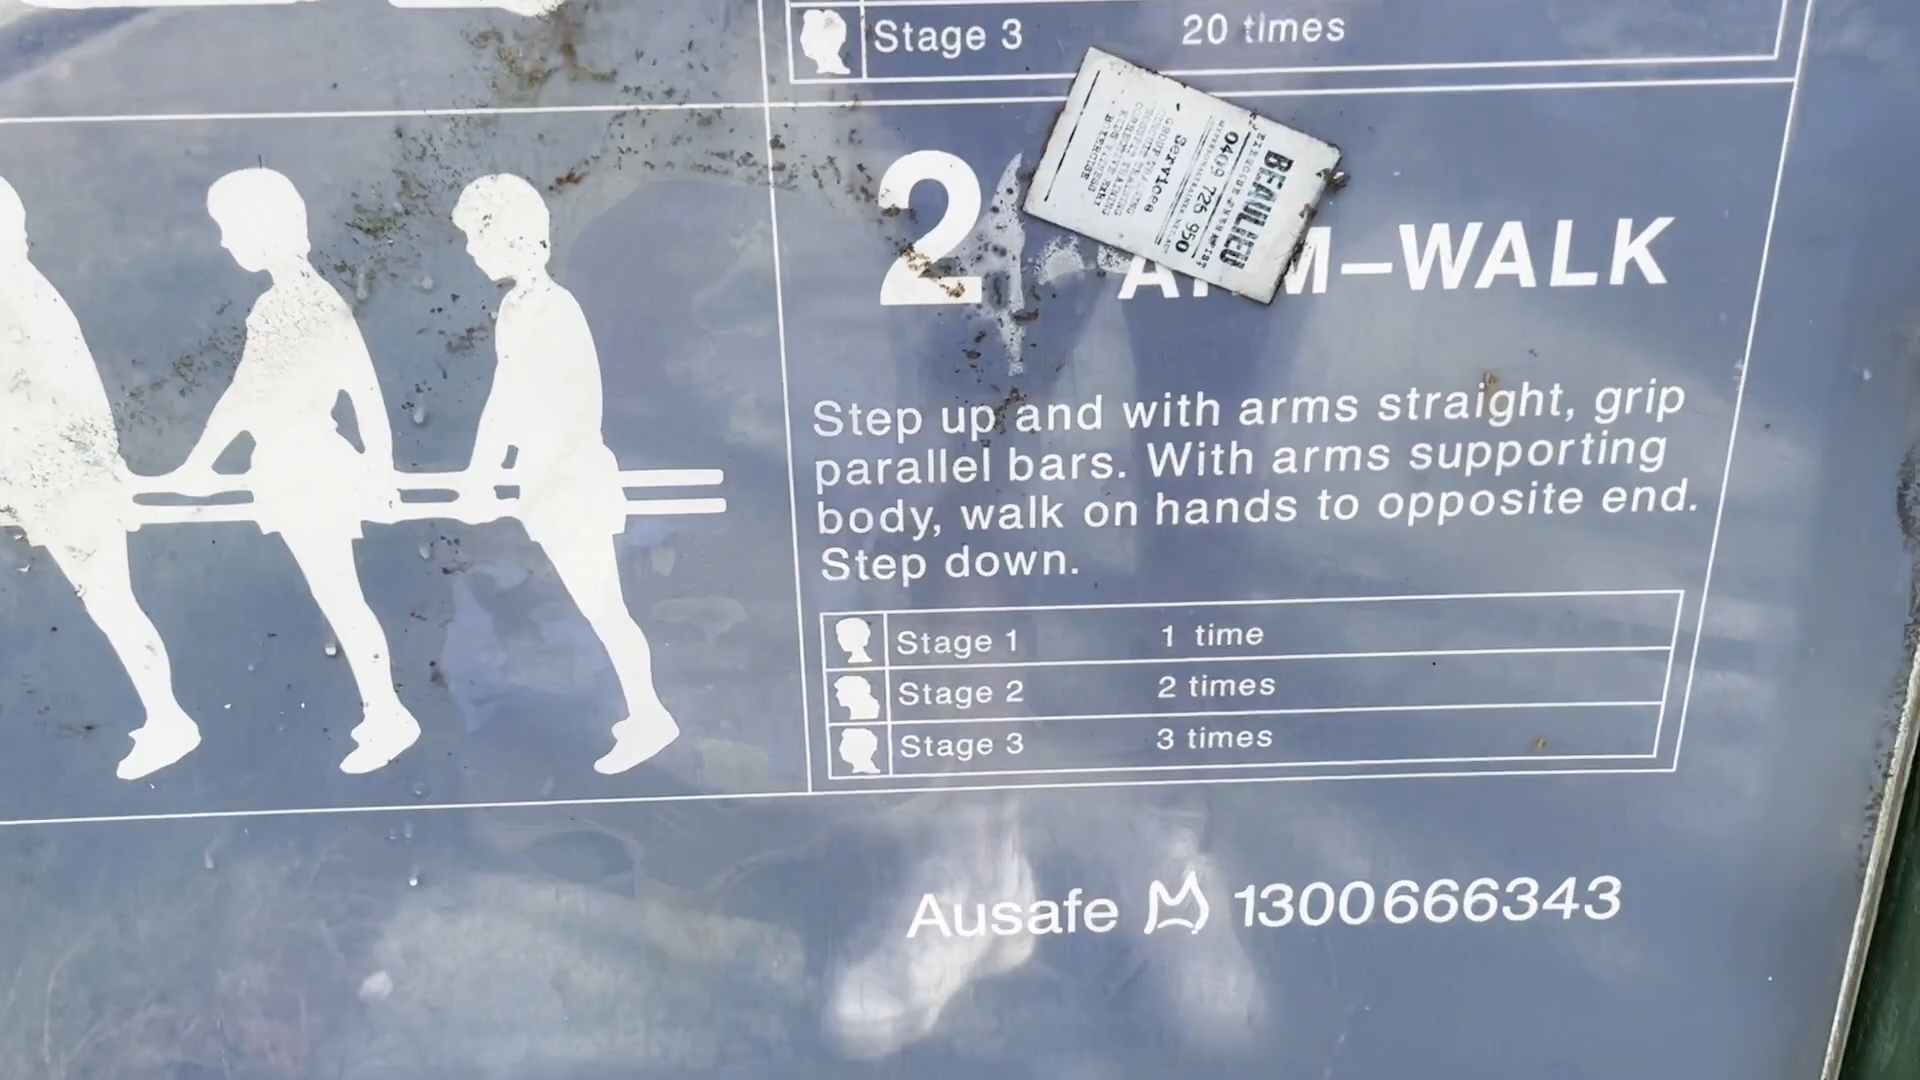 Stage 3 20 times
2 ARM–WALK
BEAULIEU
0409 726 950
Services
Step up and with arms straight, grip
parallel bars. With arms supporting
body, walk on hands to opposite end.
Step down.
Stage 1 1 time
Stage 2 2 times
Stage 3 3 times
Ausafe 1300666343